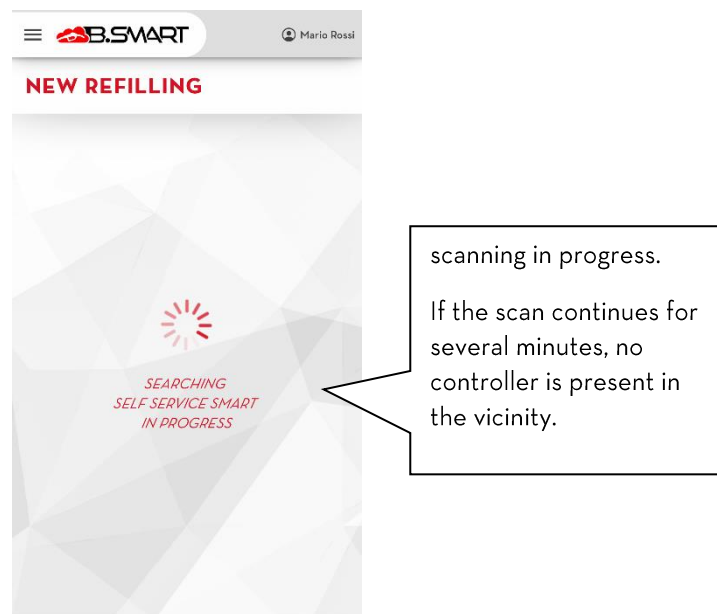 B.SMART
Mario Rossi
NEW REFILLING
SEARCHING
SELF SERVICE SMART
IN PROGRESS
scanning in progress.
If the scan continues for
several minutes, no
controller is present in
the vicinity.